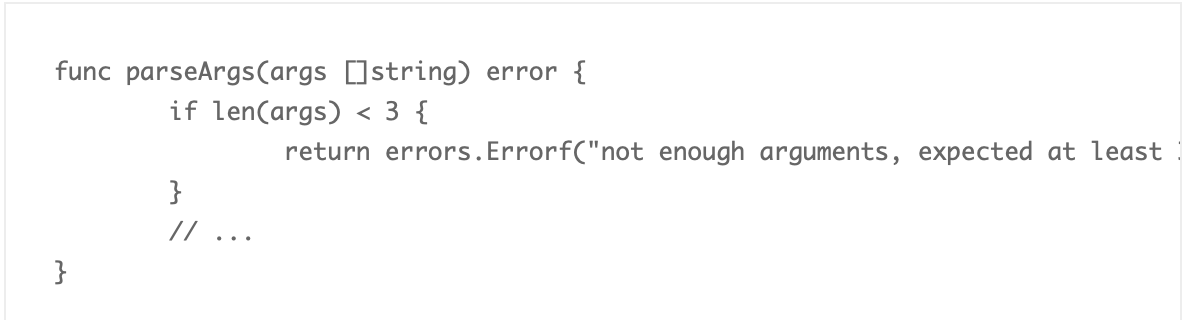 func parseArgs(args []string) error {
        if len(args) < 3 {
                return errors.Errorf("not enough arguments, expected at least
        }
        // ...
}